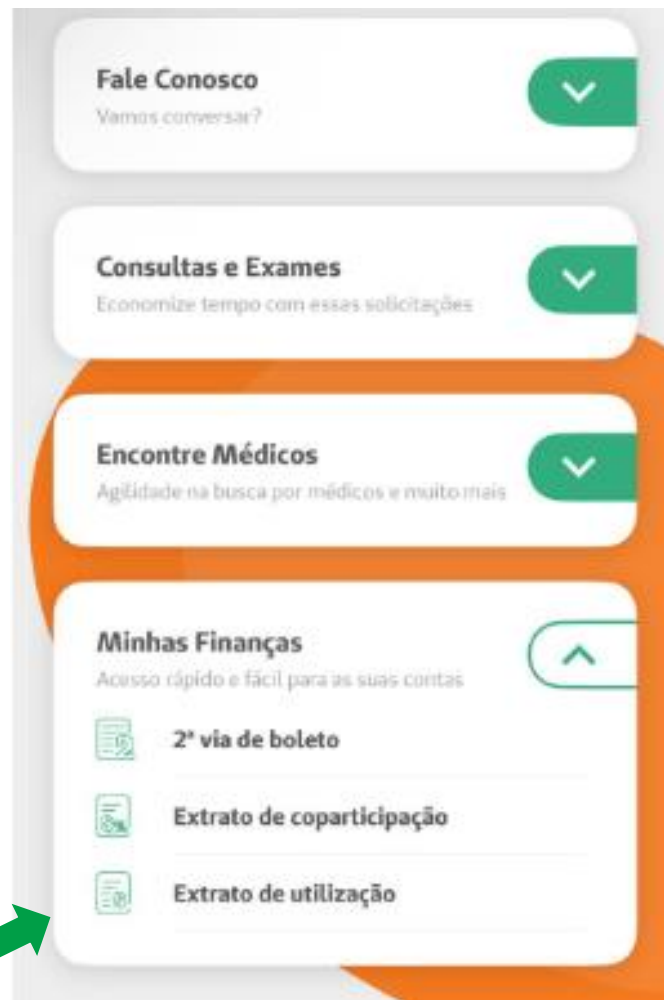 Fale Conosco
Vamos conversar?
Consultas e Exames
Economize tempo com essas solicitações
Encontre Médicos
Agilidade na busca por médicos e muito mais
Minhas Finanças
Acesso rápido e fácil para as suas contas
2ª via de boleto
Extrato de coparticipação
Extrato de utilização